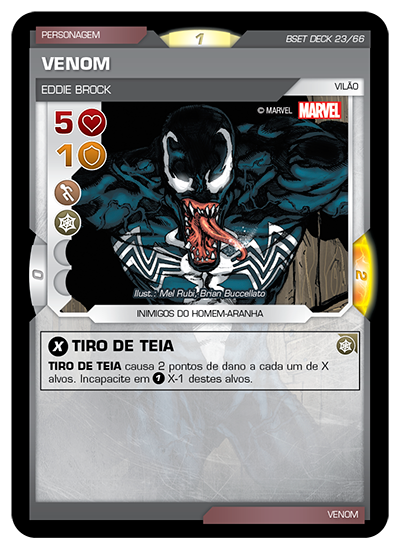 PERSONAGEM
1
BSET DECK 23/66
VENOM
EDDIE BROCK
VILÃO
5
© MARVEL MARVEL
1
0
2
Ilust.: Mel Rubi, Brian Buccellato
INIMIGOS DO HOMEM-ARANHA
X TIRO DE TEIA
TIRO DE TEIA causa 2 pontos de dano a cada um de X
alvos. Incapacite em 1 X-1 destes alvos.
VENOM